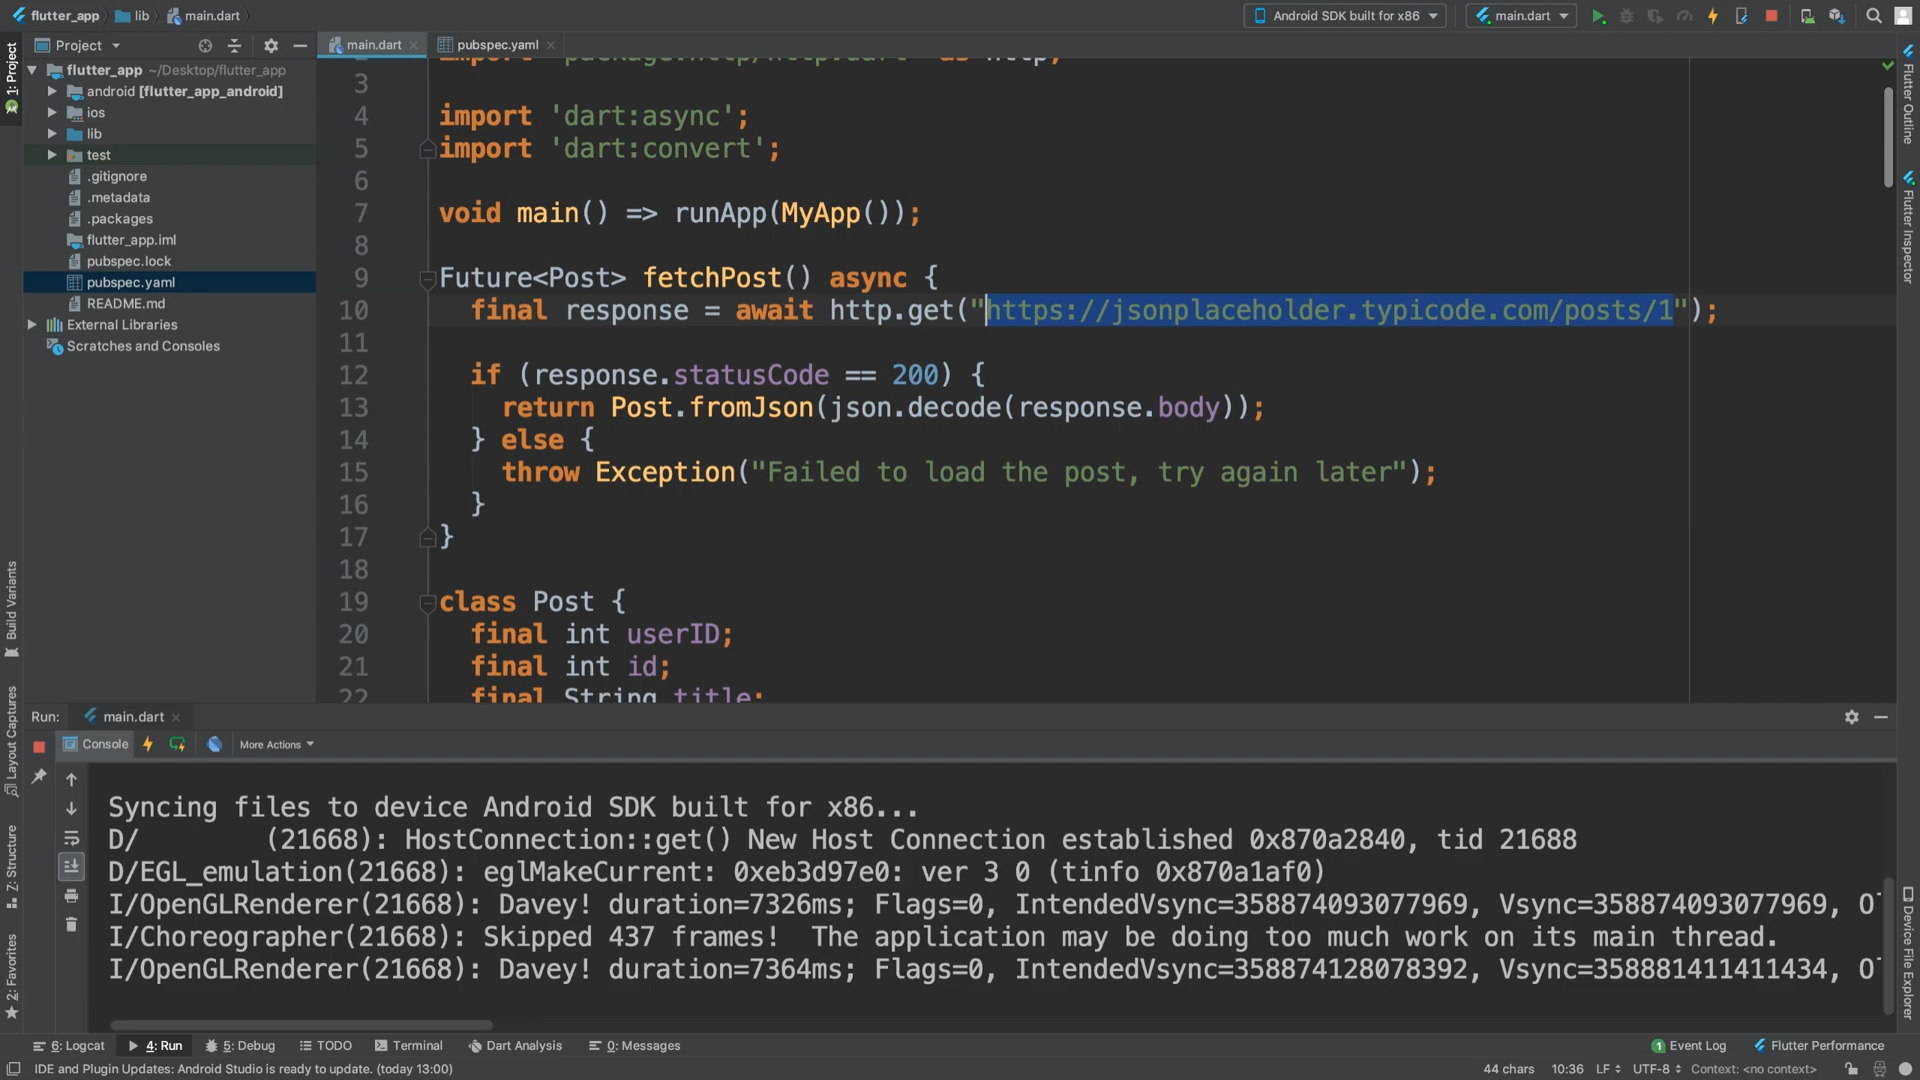 flutter_app
lib
main.dart
Android SDK built for x86
main.dart
Project
main.dart
pubspec.yaml
1: Project
flutter_app ~/Desktop/flutter_app
android [flutter_app_android]
ios
lib
test
.gitignore
.metadata
.packages
flutter_app.iml
pubspec.lock
pubspec.yaml
README.md
External Libraries
Scratches and Consoles
3
4 import 'dart:async';
5 import 'dart:convert';
6
7 void main() => runApp(MyApp());
8
9 Future<Post> fetchPost() async {
10 final response = await http.get("https://jsonplaceholder.typicode.com/posts/1");
11
12 if (response.statusCode == 200) {
13 return Post.fromJson(json.decode(response.body));
14 } else {
15 throw Exception("Failed to load the post, try again later");
16 }
17 }
18
19 class Post {
20 final int userID;
21 final int id;
22 final String title;
Flutter Outline
Flutter Inspector
Build Variants
Layout Captures
7: Structure
2: Favorites
Device File Explorer
Run: main.dart
Console
More Actions
Syncing files to device Android SDK built for x86...
D/ (21668): HostConnection::get() New Host Connection established 0x870a2840, tid 21688
D/EGL_emulation(21668): eglMakeCurrent: 0xeb3d97e0: ver 3 0 (tinfo 0x870a1af0)
I/OpenGLRenderer(21668): Davey! duration=7326ms; Flags=0, IntendedVsync=358874093077969, Vsync=358874093077969,
I/Choreographer(21668): Skipped 437 frames! The application may be doing too much work on its main thread.
I/OpenGLRenderer(21668): Davey! duration=7364ms; Flags=0, IntendedVsync=358874128078392, Vsync=358881411411434,
6: Logcat
4: Run
5: Debug
TODO
Terminal
Dart Analysis
0: Messages
1 Event Log
Flutter Performance
IDE and Plugin Updates: Android Studio is ready to update. (today 13:00)
44 chars
10:36
LF
UTF-8
Context: <no context>